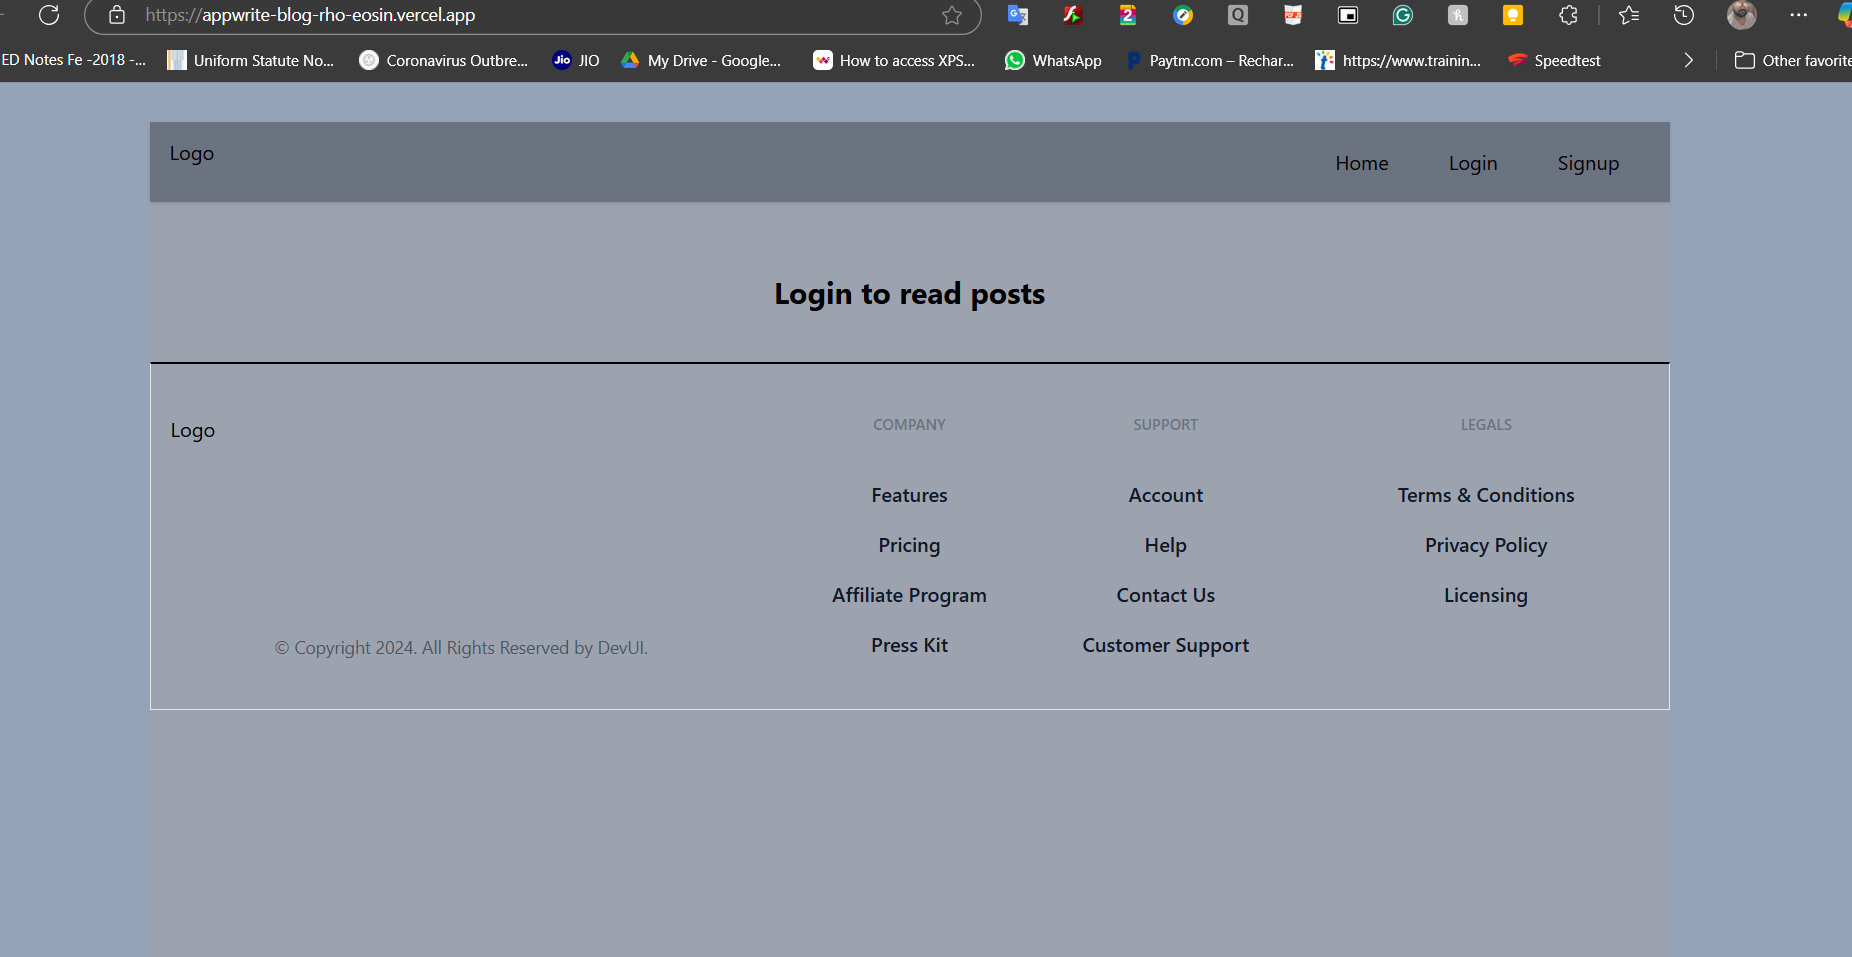 https://appwrite-blog-rho-eosin.vercel.app
ED Notes Fe -2018 -... Uniform Statute No... Coronavirus Outbre... Jio JIO My Drive - Google... How to access XPS... WhatsApp Paytm.com – Rechar... https://www.trainin... Speedtest Other favorite
Logo Home Login Signup
Login to read posts
Logo
COMPANY SUPPORT LEGALS
Features Account Terms & Conditions
Pricing Help Privacy Policy
Affiliate Program Contact Us Licensing
© Copyright 2024. All Rights Reserved by DevUI. Press Kit Customer Support